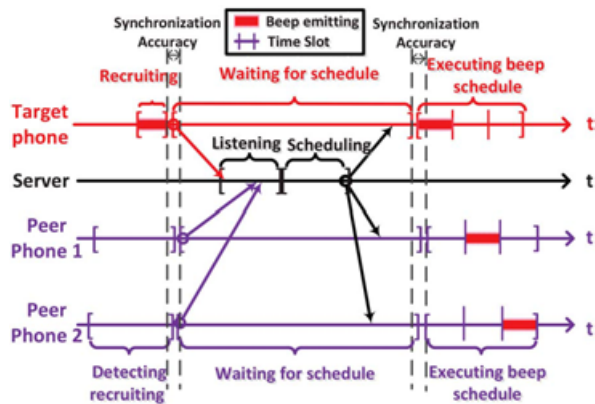 Synchronization
Accuracy
Beep emitting
Time Slot
Synchronization
Accuracy
Recruiting
Waiting for schedule
Executing beep
schedule
Target
phone
t
Listening
Scheduling
Server
t
Peer
Phone 1
t
Peer
Phone 2
t
Detecting
recruiting
Waiting for schedule
Executing beep
schedule